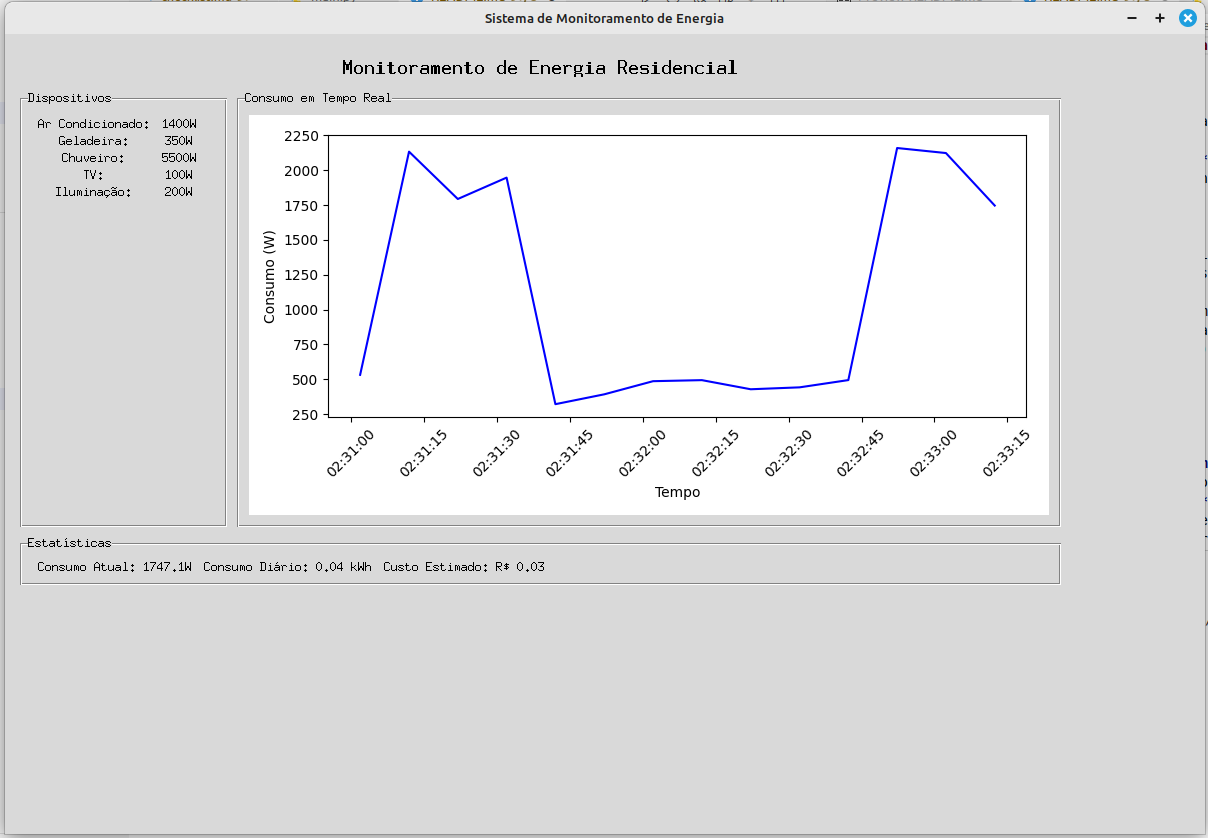 Sistema de Monitoramento de Energia
Monitoramento de Energia Residencial
Dispositivos
Ar Condicionado: 1400W
Geladeira: 350W
Chuveiro: 5500W
TV: 100W
Iluminação: 200W
Consumo em Tempo Real
2250
2000
1750
1500
1250
1000
750
500
250
Consumo (W)
02:31:00 02:31:15 02:31:30 02:31:45 02:32:00 02:32:15 02:32:30 02:32:45 02:33:00 02:33:15
Tempo
Estatísticas
Consumo Atual: 1747.1W Consumo Diário: 0.04 kWh Custo Estimado: R$ 0.03